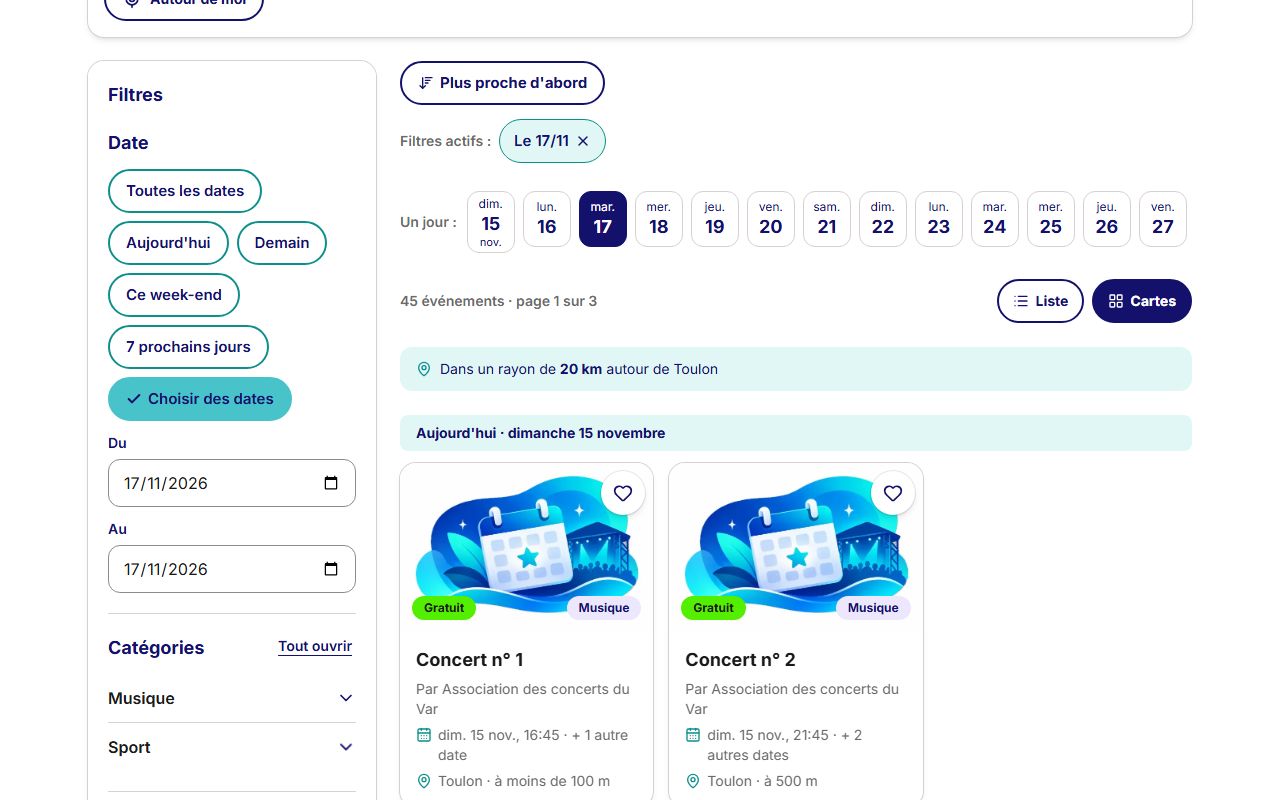 Autour de moi
Filtres
Date
Toutes les dates
Aujourd'hui
Demain
Ce week-end
7 prochains jours
Choisir des dates
Du
17/11/2026
Au
17/11/2026
Catégories
Tout ouvrir
Musique
Sport
Plus proche d'abord
Filtres actifs :
Le 17/11
Un jour :
dim.
15
nov.
lun.
16
mar.
17
mer.
18
jeu.
19
ven.
20
sam.
21
dim.
22
lun.
23
mar.
24
mer.
25
jeu.
26
ven.
27
45 événements · page 1 sur 3
Liste
Cartes
Dans un rayon de 20 km autour de Toulon
Aujourd'hui · dimanche 15 novembre
Gratuit
Musique
Concert n° 1
Par Association des concerts du
Var
dim. 15 nov., 16:45 · + 1 autre
date
Toulon · à moins de 100 m
Gratuit
Musique
Concert n° 2
Par Association des concerts du
Var
dim. 15 nov., 21:45 · + 2
autres dates
Toulon · à 500 m